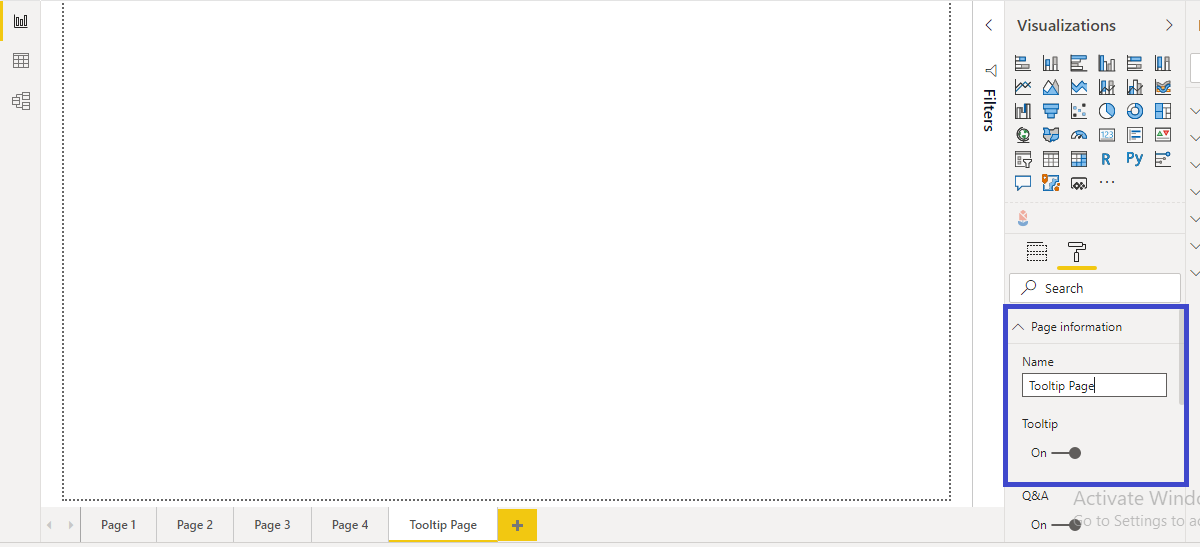 Visualizations
Filters
123
R
Py
Search
Page information
Name
Tooltip Page
Tooltip
On
Q&A
Activate Windo
On
Go to Settings to a
Page 1
Page 2
Page 3
Page 4
Tooltip Page